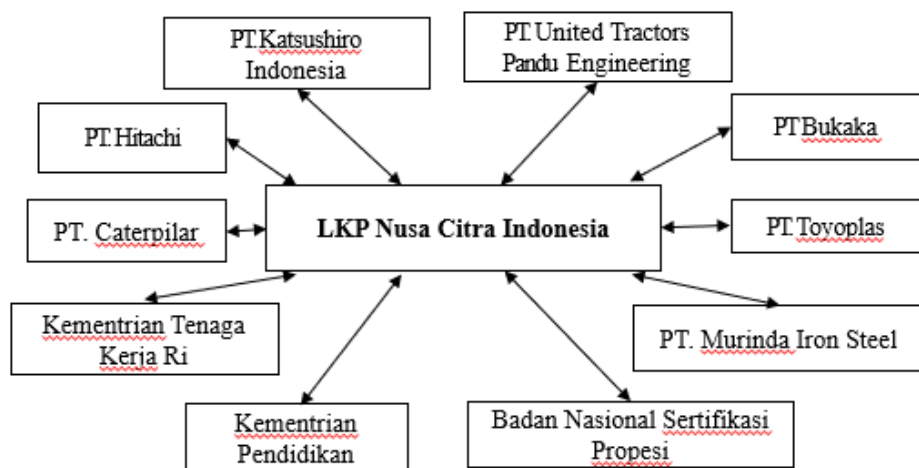 PT.Katsushiro
Indonesia
PT.United Tractors
Pandu Engineering
PT.Hitachi
PT.Bukaka
LKP Nusa Citra Indonesia
PT. Caterpilar
PT.Toyoplas
Kementrian Tenaga
Kerja Ri
PT. Murinda Iron Steel
Kementrian
Pendidikan
Badan Nasional Sertifikasi
Propesi